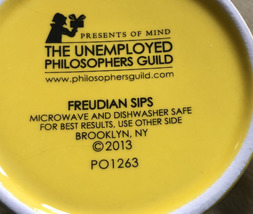 PRESENTS OF MIND
THE UNEMPLOYED
PHILOSOPHERS GUILD
www.philosophersguild.com
FREUDIAN SIPS
MICROWAVE AND DISHWASHER SAFE
FOR BEST RESULTS, USE OTHER SIDE
BROOKLYN, NY
©2013
PO1263